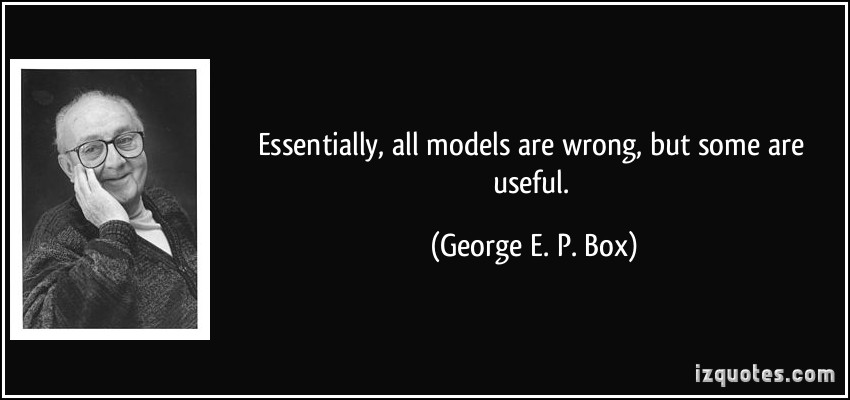 Essentially, all models are wrong, but some are
useful.
(George E. P. Box)
izquotes.com